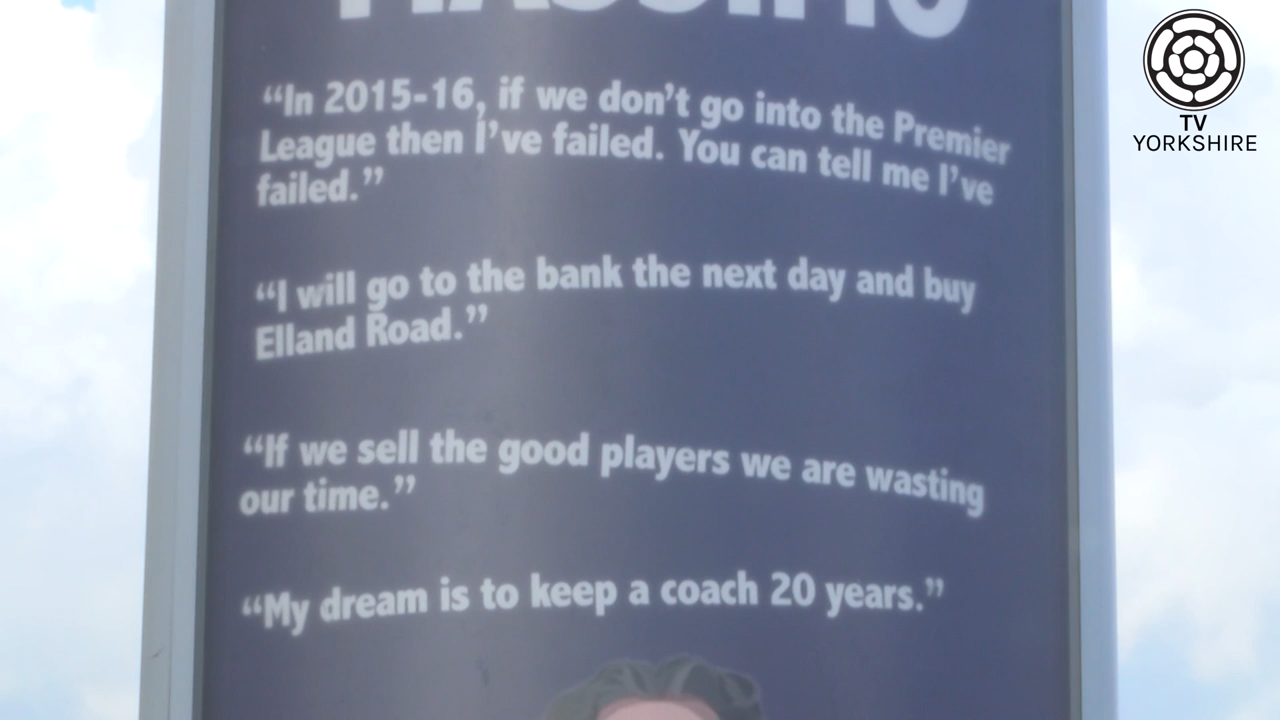 MASSIMO
“In 2015-16, if we don’t go into the Premier
League then I’ve failed. You can tell me I’ve
failed.”
“I will go to the bank the next day and buy
Elland Road.”
“If we sell the good players we are wasting
our time.”
“My dream is to keep a coach 20 years.”
TV
YORKSHIRE